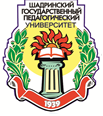 ШАДРИНСКИЙ
ГОСУДАРСТВЕННЫЙ
ПЕДАГОГИЧЕСКИЙ
УНИВЕРСИТЕТ
1939